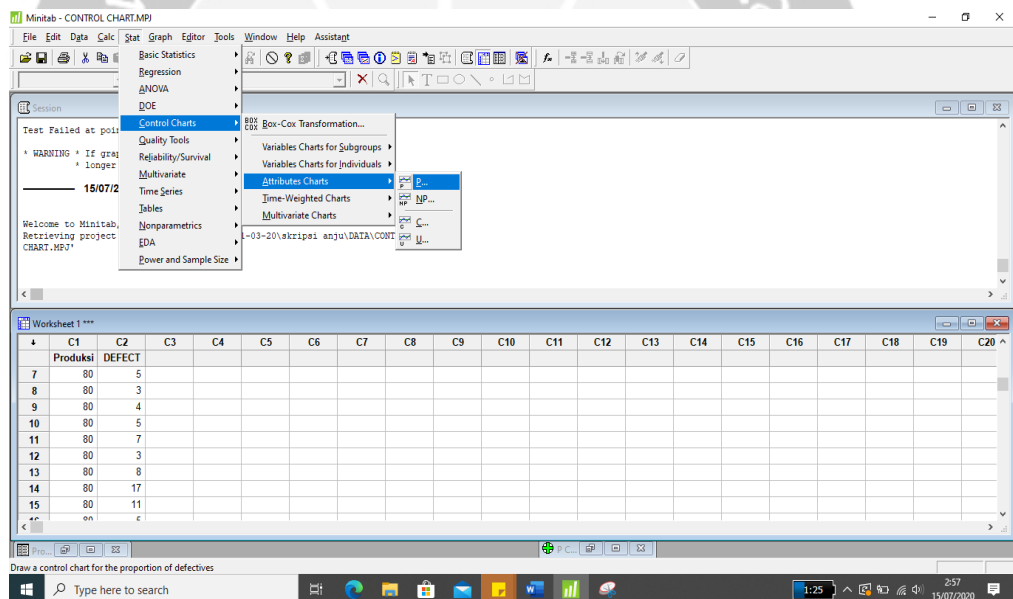 Minitab - CONTROL CHART.MPJ
File Edit Data Calc Stat Graph Editor Tools Window Help Assistant
Session
Test Failed at poin
* WARNING * If grap
* longer
15/07/2
Welcome to Minitab,
Retrieving project
1-03-20\skripsi anju\DATA\CONT
CHART.MPJ'
Basic Statistics
Regression
ANOVA
DOE
Control Charts
Quality Tools
Reliability/Survival
Multivariate
Time Series
Tables
Nonparametrics
EDA
Power and Sample Size
BOX COX Box-Cox Transformation...
Variables Charts for Subgroups
Variables Charts for Individuals
Attributes Charts
Time-Weighted Charts
Multivariate Charts
P P...
NP NP...
C C...
U U...
Worksheet 1 ***
C1 C2 C3 C4 C5 C6 C7 C8 C9 C10 C11 C12 C13 C14 C15 C16 C17 C18 C19 C20
Produksi DEFECT
7 80 5
8 80 3
9 80 4
10 80 5
11 80 7
12 80 3
13 80 8
14 80 17
15 80 11
Pro...
P C...
Draw a control chart for the proportion of defectives
Type here to search
1:25
2:57
15/07/2020